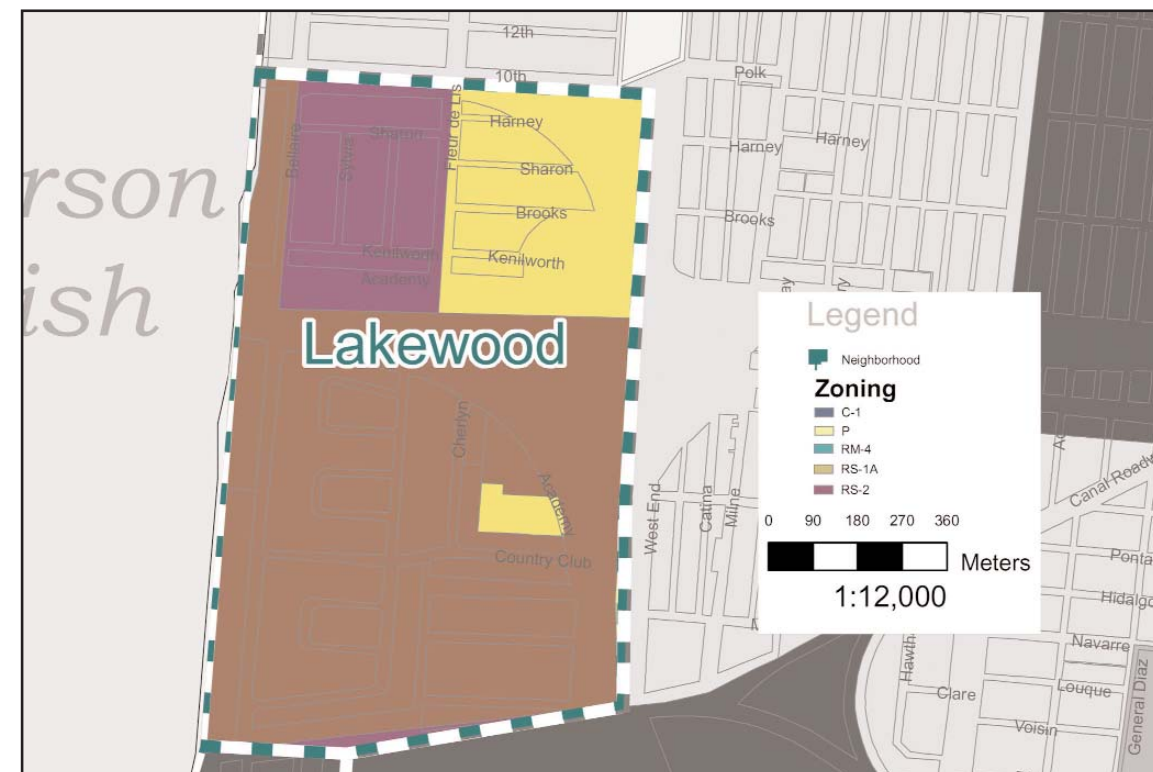 12th
10th
Polk
Fleur de Lis
Harney
Sharon
Bellaire
Sylvia
Harney
Harney
Sharon
rson
Brooks
Brooks
Kenilworth
Kenilworth
Academy
ish
Lakewood
Legend
Neighborhood
Zoning
C-1
P
RM-4
RS-1A
RS-2
0 90 180 270 360
Meters
1:12,000
Cherlyn
Academy
Country Club
West End
Catina
Milne
Canal Roadw
Ponta
Hidalgo
Navarre
Hawth
Clare
Louque
Voisin
General Diaz